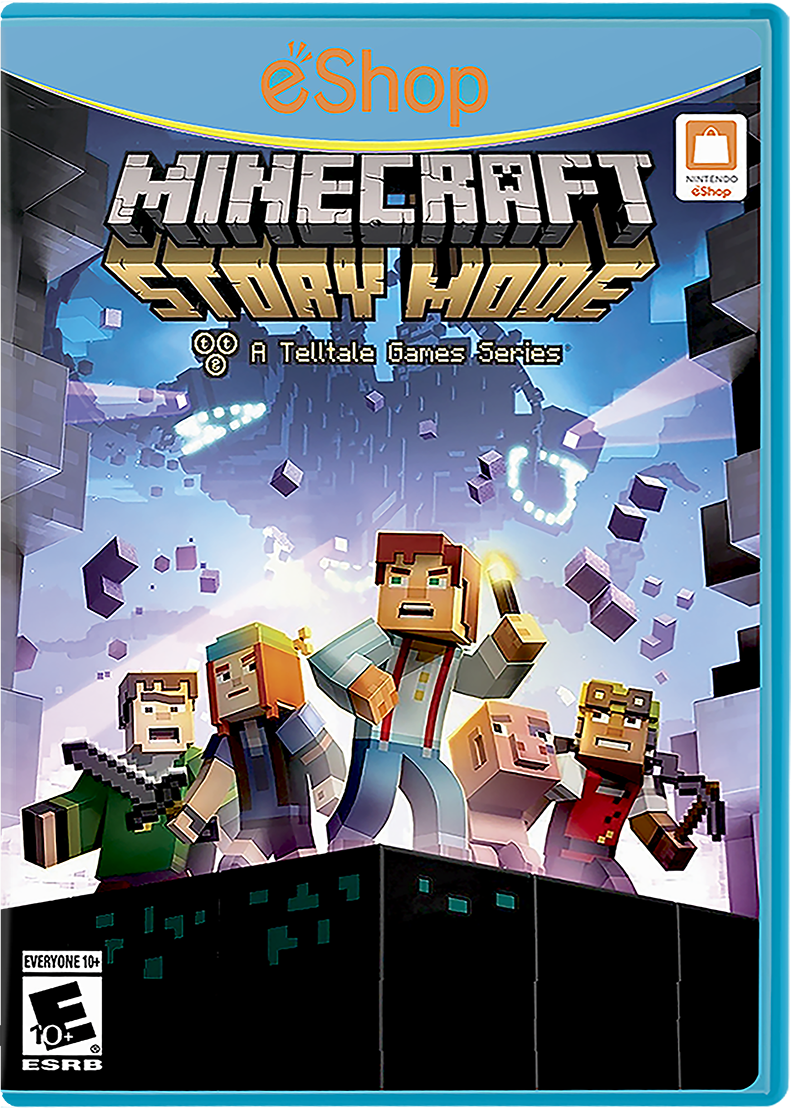 eShop
NINTENDO
eShop
MINECRAFT
STORY MODE
A Telltale Games Series
EVERYONE 10+
E
10+
ESRB